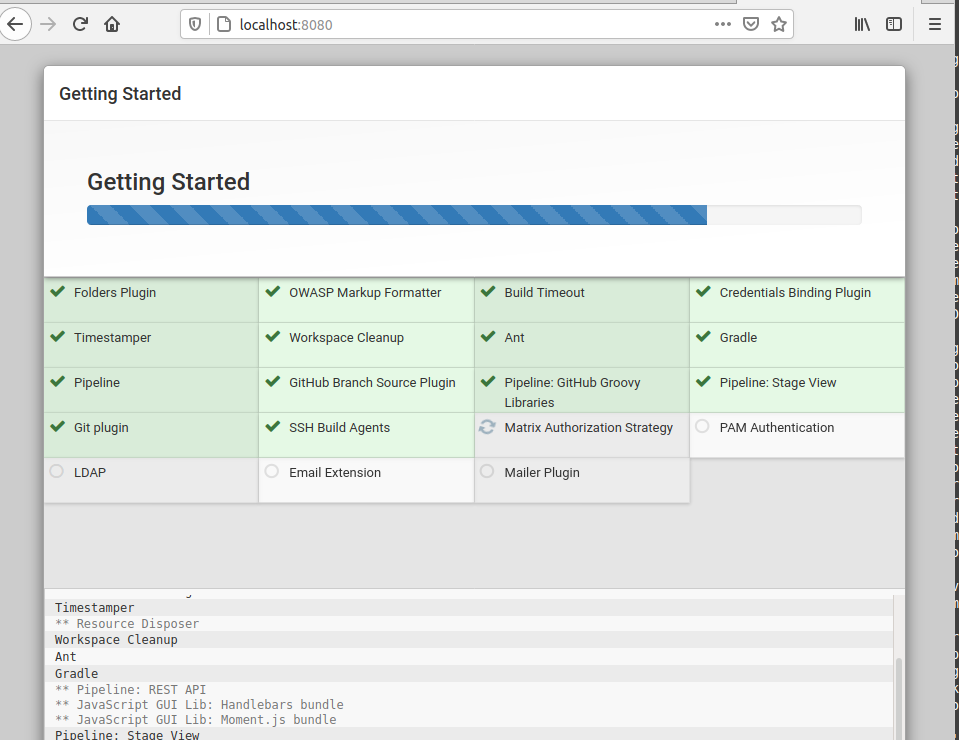 localhost:8080
Getting Started
Getting Started
Folders Plugin
OWASP Markup Formatter
Build Timeout
Credentials Binding Plugin
Timestamper
Workspace Cleanup
Ant
Gradle
Pipeline
GitHub Branch Source Plugin
Pipeline: GitHub Groovy
Libraries
Pipeline: Stage View
Git plugin
SSH Build Agents
Matrix Authorization Strategy
PAM Authentication
LDAP
Email Extension
Mailer Plugin
Timestamper
** Resource Disposer
Workspace Cleanup
Ant
Gradle
** Pipeline: REST API
** JavaScript GUI Lib: Handlebars bundle
** JavaScript GUI Lib: Moment.js bundle
Pipeline: Stage View